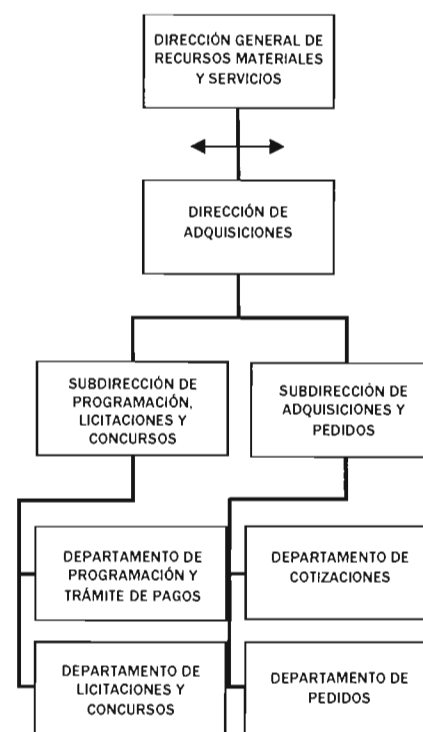 DIRECCIÓN GENERAL DE
RECURSOS MATERIALES
Y SERVICIOS
DIRECCIÓN DE
ADQUISICIONES
SUBDIRECCIÓN DE
PROGRAMACIÓN,
LICITACIONES Y
CONCURSOS
SUBDIRECCIÓN DE
ADQUISICIONES Y
PEDIDOS
DEPARTAMENTO DE
PROGRAMACIÓN Y
TRÁMITE DE PAGOS
DEPARTAMENTO DE
COTIZACIONES
DEPARTAMENTO DE
LICITACIONES Y
CONCURSOS
DEPARTAMENTO DE
PEDIDOS